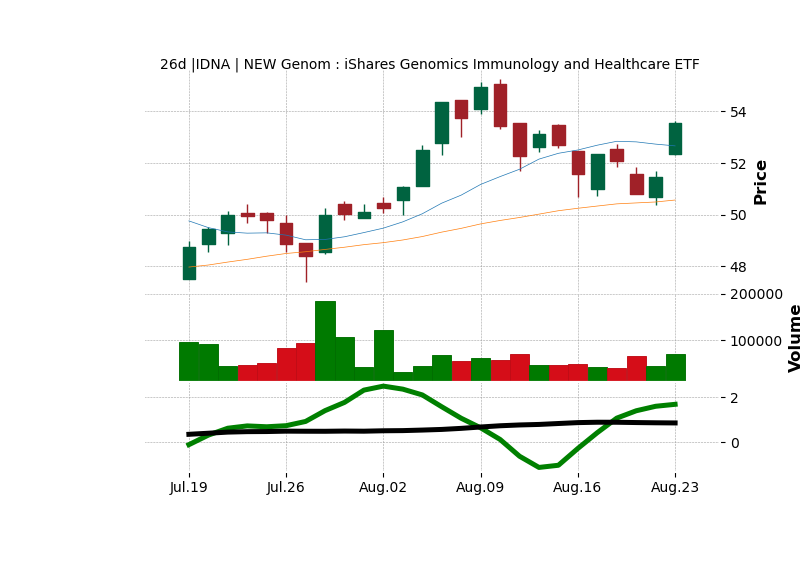 26d |IDNA | NEW Genom : iShares Genomics Immunology and Healthcare ETF
54
52
50
48
Price
200000
100000
Volume
2
0
Jul.19 Jul.26 Aug.02 Aug.09 Aug.16 Aug.23